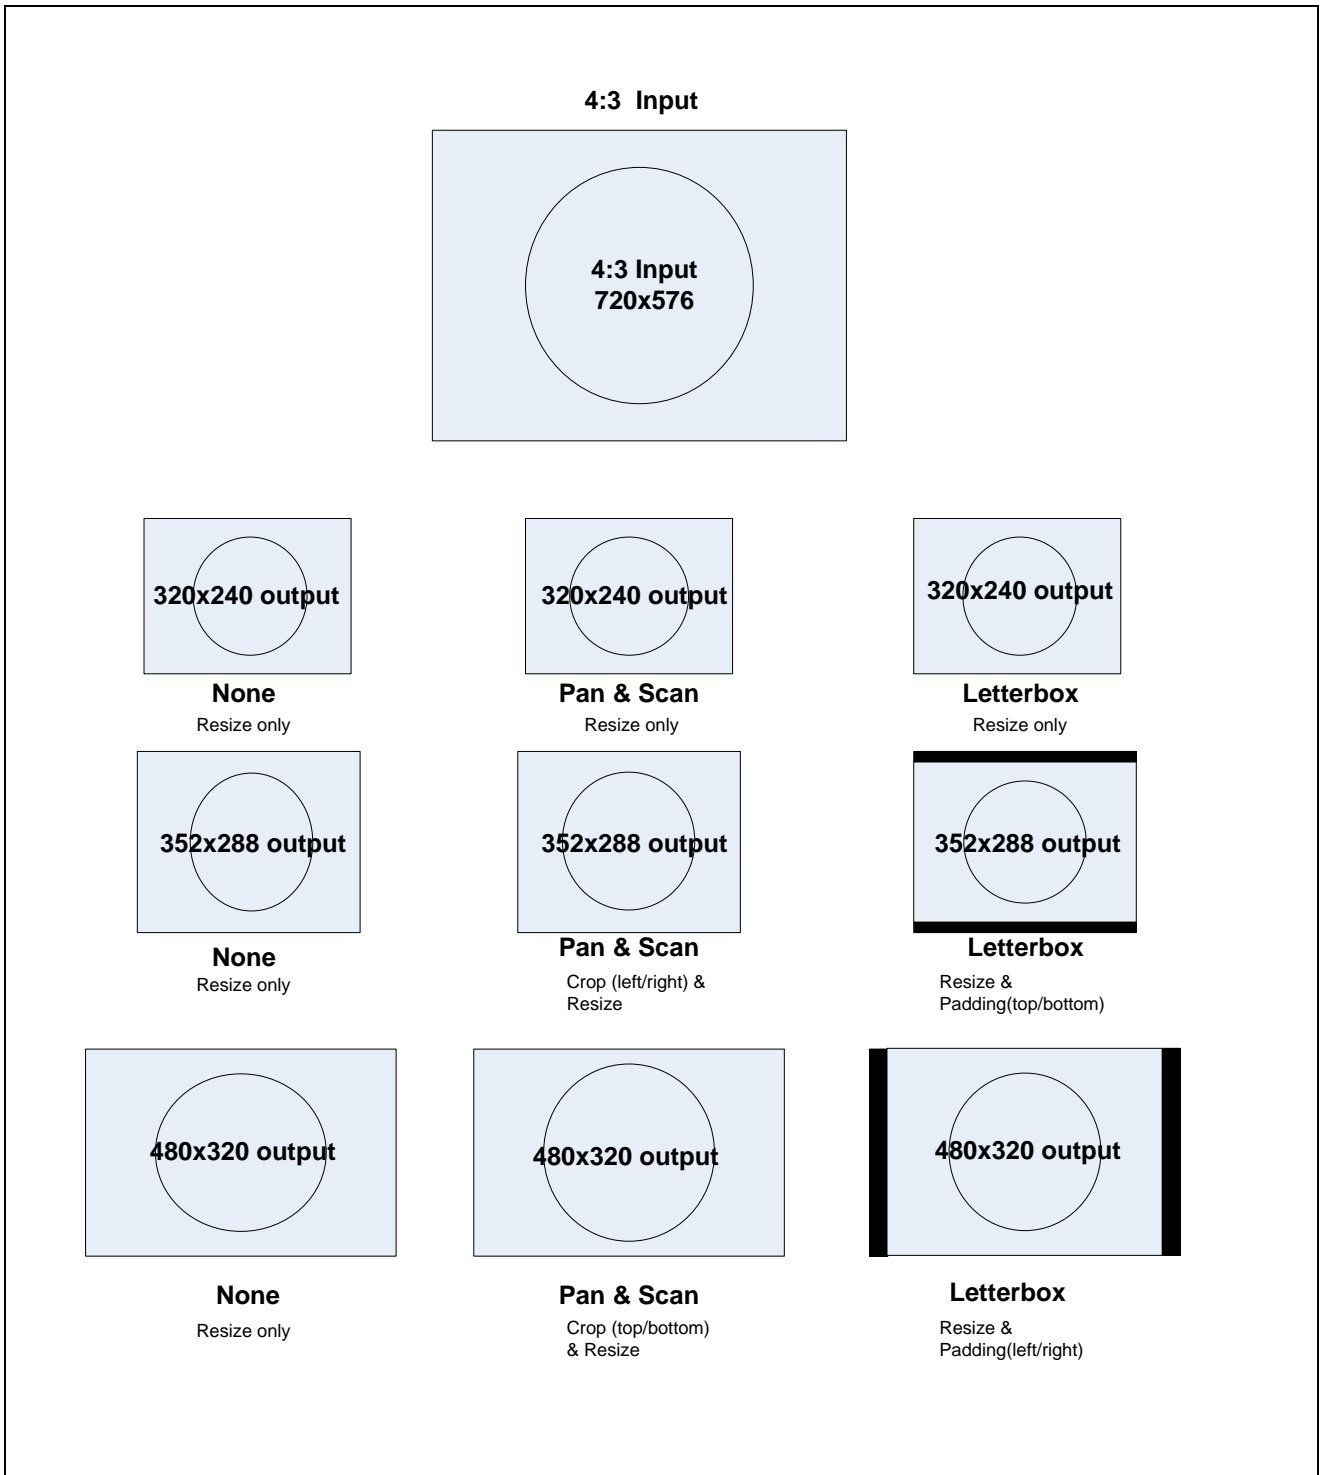 4:3 Input
4:3 Input
720x576
320x240 output
320x240 output
320x240 output
None
Pan & Scan
Letterbox
Resize only
Resize only
Resize only
352x288 output
352x288 output
352x288 output
None
Pan & Scan
Letterbox
Resize only
Crop (left/right) &
Resize
Resize &
Padding(top/bottom)
480x320 output
480x320 output
480x320 output
None
Pan & Scan
Letterbox
Resize only
Crop (top/bottom)
& Resize
Resize &
Padding(left/right)